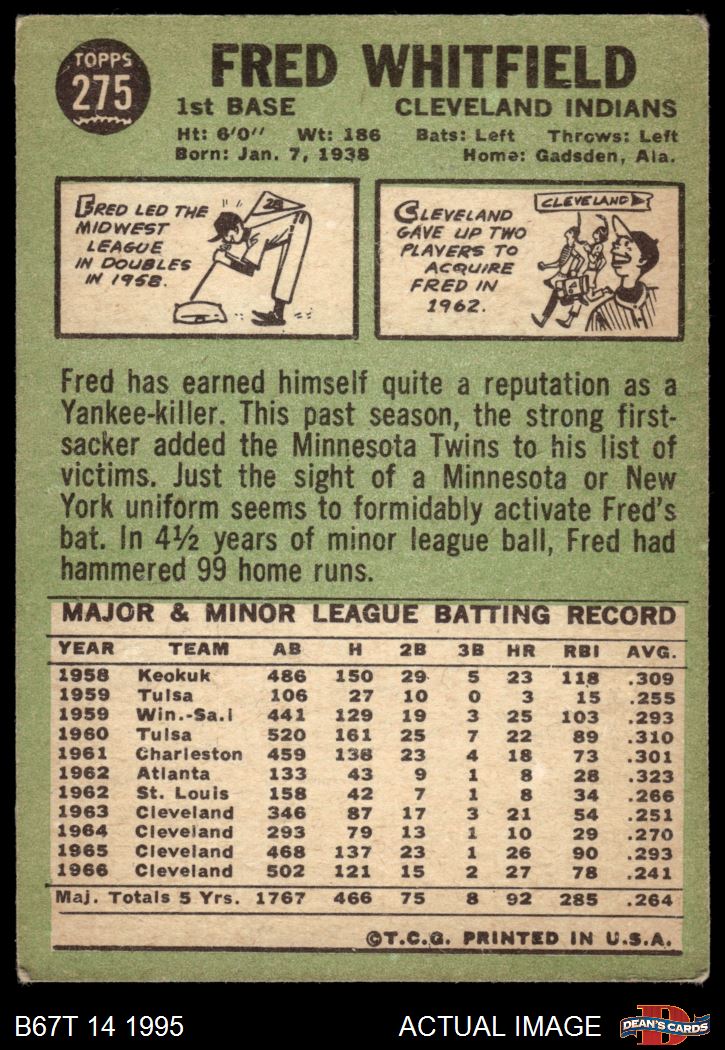 TOPPS
275
FRED WHITFIELD
1st BASE CLEVELAND INDIANS
Ht: 6'0" Wt: 186 Bats: Left Throws: Left
Born: Jan. 7, 1938 Home: Gadsden, Ala.
FRED LED THE
MIDWEST
LEAGUE
IN DOUBLES
IN 1958.
2B
CLEVELAND
GAVE UP TWO
PLAYERS TO
ACQUIRE
FRED IN
1962.
CLEVELAND
Fred has earned himself quite a reputation as a
Yankee-killer. This past season, the strong first-
sacker added the Minnesota Twins to his list of
victims. Just the sight of a Minnesota or New
York uniform seems to formidably activate Fred's
bat. In 4½ years of minor league ball, Fred had
hammered 99 home runs.
MAJOR & MINOR LEAGUE BATTING RECORD
YEAR TEAM AB H 2B 3B HR RBI AVG.
1958 Keokuk 486 150 29 5 23 118 .309
1959 Tulsa 106 27 10 0 3 15 .255
1959 Win.-Sa.l 441 129 19 3 25 103 .293
1960 Tulsa 520 161 25 7 22 89 .310
1961 Charleston 459 138 23 4 18 73 .301
1962 Atlanta 133 43 9 1 8 28 .323
1962 St. Louis 158 42 7 1 8 34 .266
1963 Cleveland 346 87 17 3 21 54 .251
1964 Cleveland 293 79 13 1 10 29 .270
1965 Cleveland 468 137 23 1 26 90 .293
1966 Cleveland 502 121 15 2 27 78 .241
Maj. Totals 5 Yrs. 1767 466 75 8 92 285 .264
©T.C.G. PRINTED IN U.S.A.
B67T 14 1995 ACTUAL IMAGE D DEAN'S CARDS